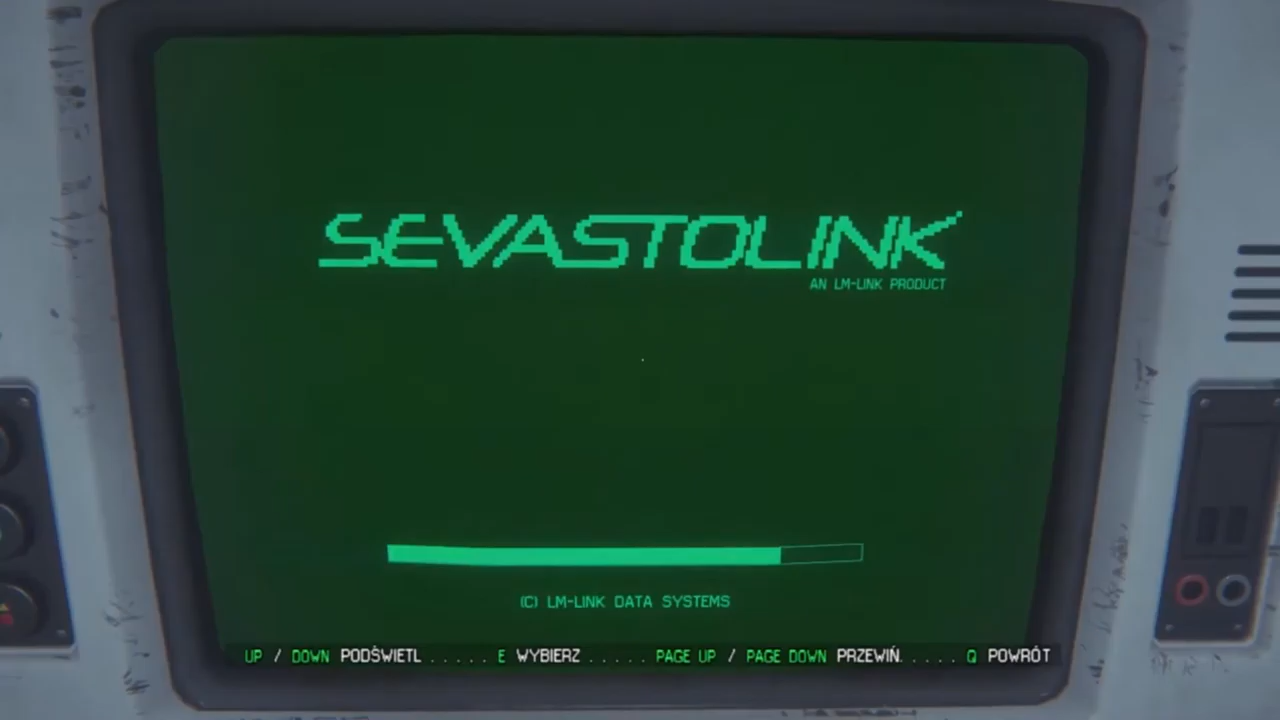 SEVASTOLINK
AN LM-LINK PRODUCT
(C) LM-LINK DATA SYSTEMS
UP / DOWN PODŚWIETL ..... E WYBIERZ ..... PAGE UP / PAGE DOWN PRZEWIŃ ..... Q POWRÓT